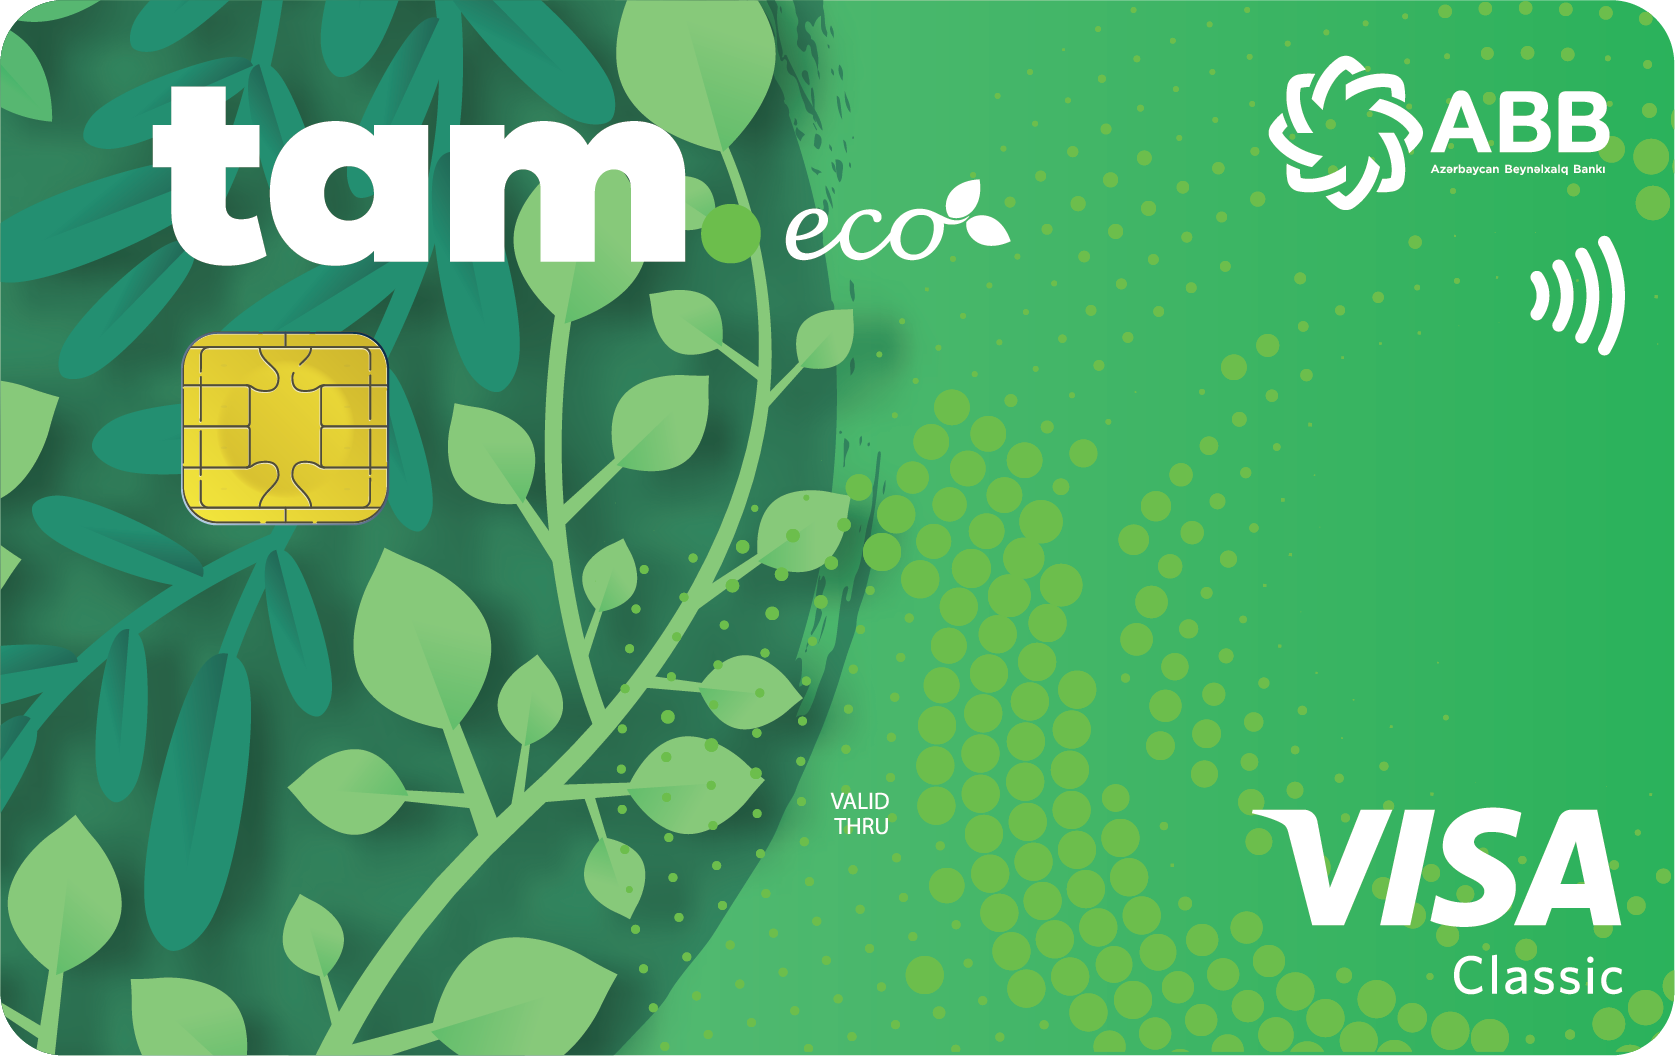 tam.eco
ABB
Azərbaycan Beynəlxalq Bankı
VALID
THRU
VISA
Classic